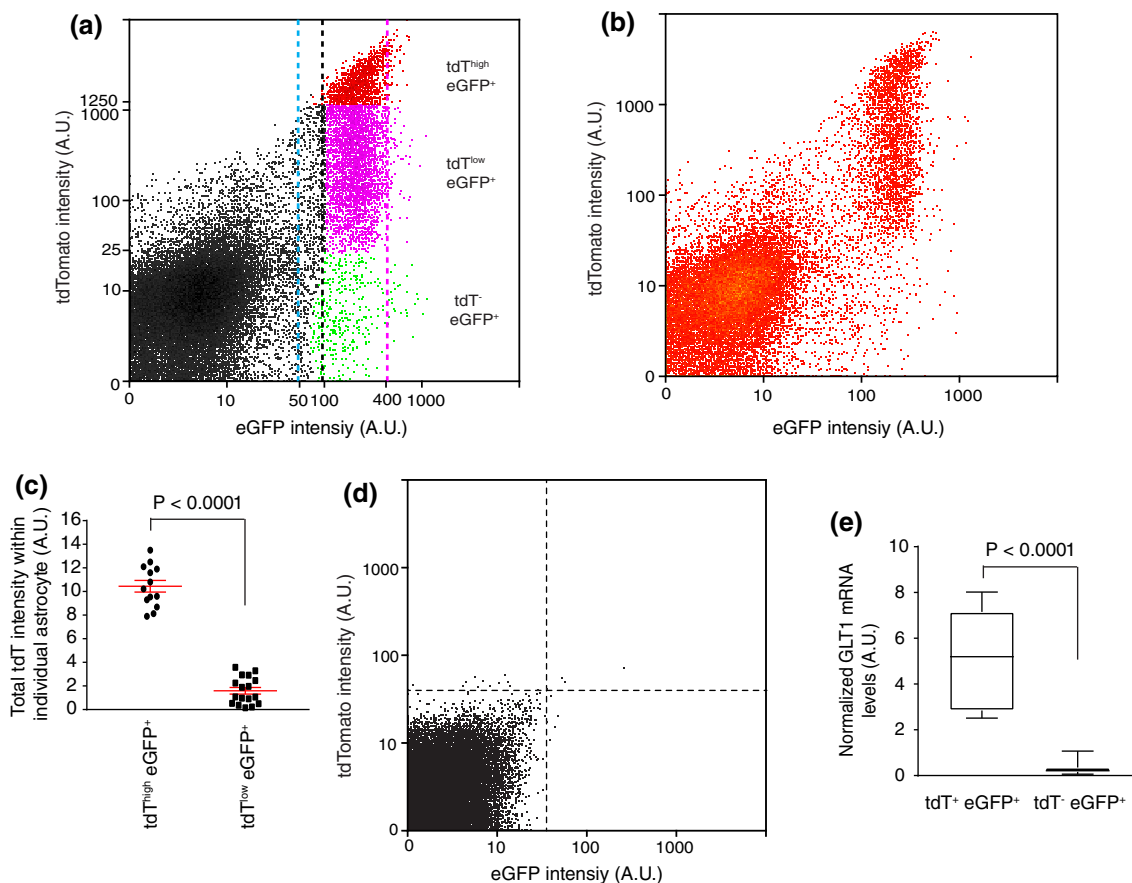 (a)
tdTomato intensity (A.U.)
1250
1000
100
25
10
0
tdT^high
eGFP⁺
tdT^low
eGFP⁺
tdT⁻
eGFP⁺
0 10 50 100 400 1000
eGFP intensiy (A.U.)
(b)
tdTomato intensity (A.U.)
1000
100
10
0
0 10 100 1000
eGFP intensiy (A.U.)
(c)
P < 0.0001
Total tdT intensity within
individual astrocyte (A.U.)
16
14
12
10
8
6
4
2
0
tdT^high eGFP⁺
tdT^low eGFP⁺
(d)
tdTomato intensity (A.U.)
1000
100
10
0
0 10 100 1000
eGFP intensiy (A.U.)
(e)
P < 0.0001
Normalized GLT1 mRNA
levels (A.U.)
10
8
6
4
2
0
tdT⁺ eGFP⁺ tdT⁻ eGFP⁺